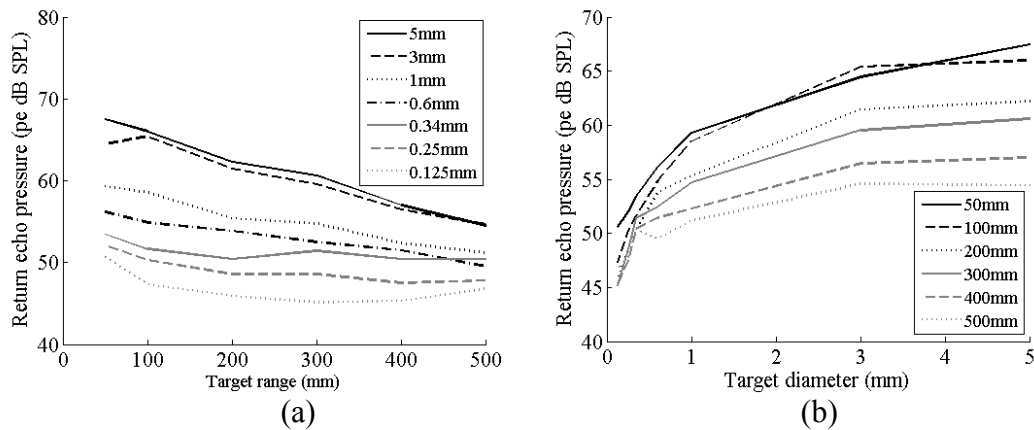 80
70
60
50
40
Return echo pressure (pe dB SPL)
0
100
200
300
400
500
Target range (mm)
5mm
3mm
1mm
0.6mm
0.34mm
0.25mm
0.125mm
(a)
70
65
60
55
50
45
40
Return echo pressure (pe dB SPL)
0
1
2
3
4
5
Target diameter (mm)
50mm
100mm
200mm
300mm
400mm
500mm
(b)